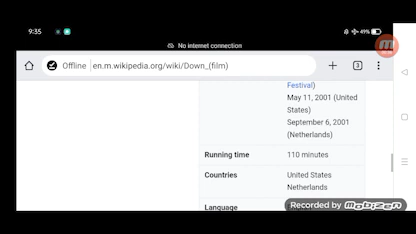 9:35
49%
No internet connection
Offline en.m.wikipedia.org/wiki/Down_(film)
3
Festival)
May 11, 2001 (United
States)
September 6, 2001
(Netherlands)
Running time 110 minutes
Countries United States
Netherlands
Language
Recorded by
MOBIZEN